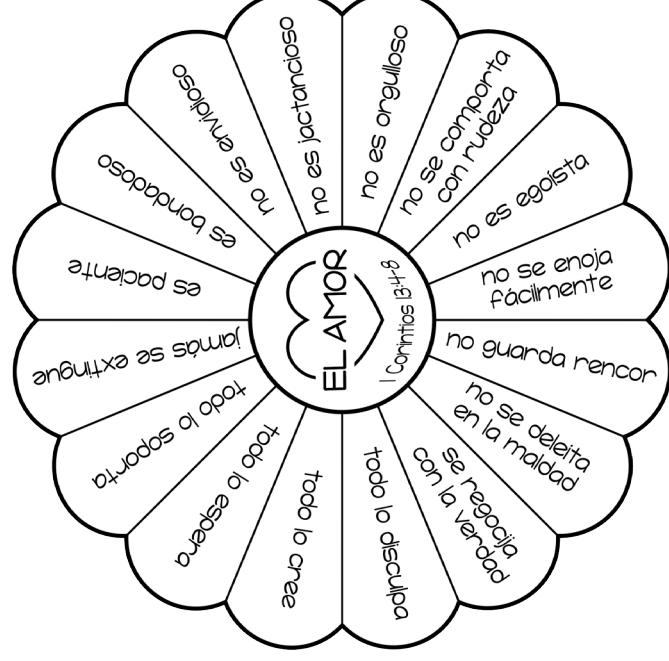 EL AMOR
1 Corintios 13:4-8
es paciente
es bondadoso
no es envidioso
no es jactancioso
no es orgulloso
no se comporta
con rudeza
no es egoísta
no se enoja
fácilmente
no guarda rencor
no se deleita
en la maldad
se regocija
con la verdad
todo lo disculpa
todo lo cree
todo lo espera
todo lo soporta
jamás se extingue